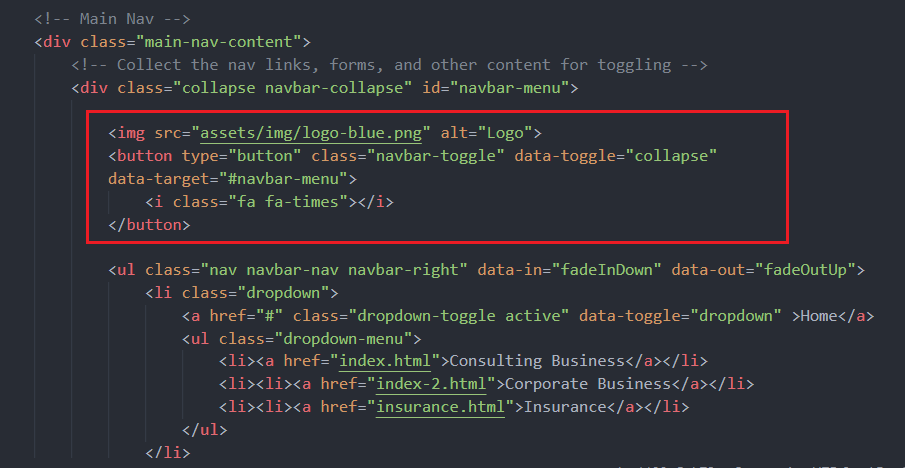 <!-- Main Nav -->
<div class="main-nav-content">
<!-- Collect the nav links, forms, and other content for toggling -->
<div class="collapse navbar-collapse" id="navbar-menu">
<img src="assets/img/logo-blue.png" alt="Logo">
<button type="button" class="navbar-toggle" data-toggle="collapse"
data-target="#navbar-menu">
<i class="fa fa-times"></i>
</button>
<ul class="nav navbar-nav navbar-right" data-in="fadeInDown" data-out="fadeOutUp">
<li class="dropdown">
<a href="#" class="dropdown-toggle active" data-toggle="dropdown" >Home</a>
<ul class="dropdown-menu">
<li><a href="index.html">Consulting Business</a></li>
<li><li><a href="index-2.html">Corporate Business</a></li>
<li><li><a href="insurance.html">Insurance</a></li>
</ul>
</li>